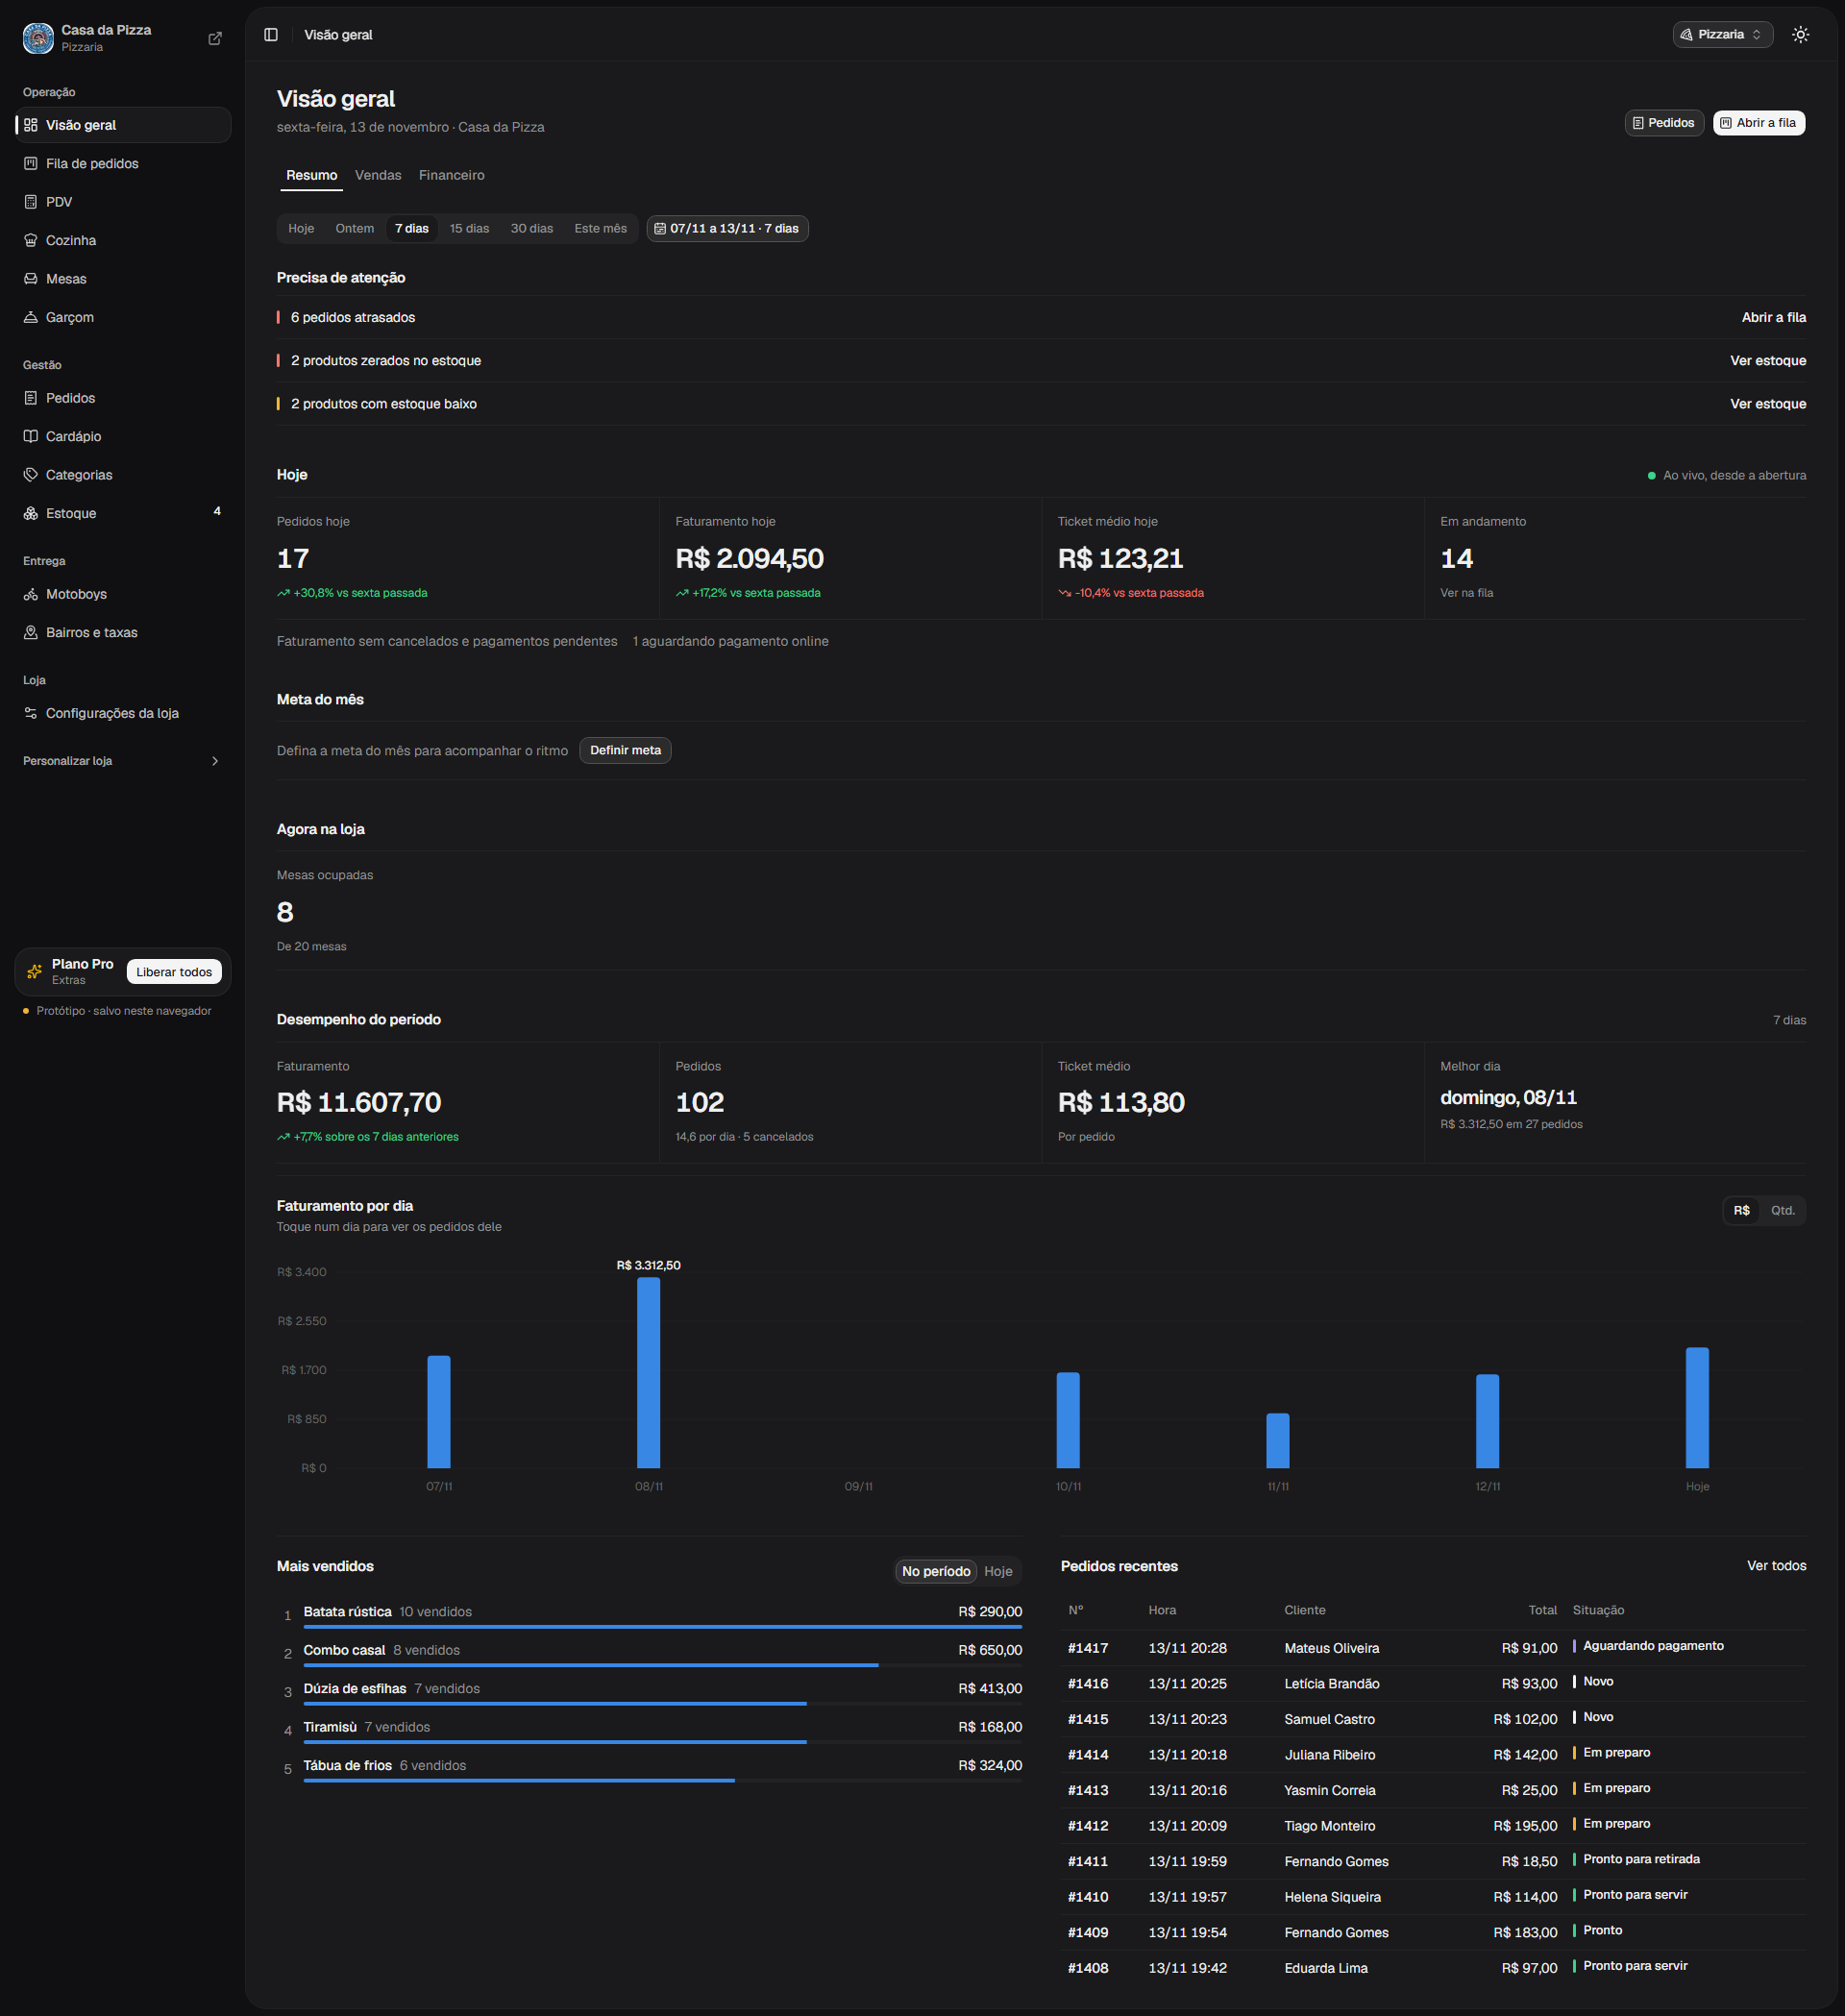 Casa da Pizza
Pizzaria
Operação
Visão geral
Fila de pedidos
PDV
Cozinha
Mesas
Garçom
Gestão
Pedidos
Cardápio
Categorias
Estoque 4
Entrega
Motoboys
Bairros e taxas
Loja
Configurações da loja
Personalizar loja
Plano Pro
Extras
Liberar todos
Protótipo · salvo neste navegador
Visão geral
Pizzaria
Visão geral
sexta-feira, 13 de novembro · Casa da Pizza
Pedidos Abrir a fila
Resumo Vendas Financeiro
Hoje Ontem 7 dias 15 dias 30 dias Este mês 07/11 a 13/11 · 7 dias
Precisa de atenção
6 pedidos atrasados Abrir a fila
2 produtos zerados no estoque Ver estoque
2 produtos com estoque baixo Ver estoque
Hoje Ao vivo, desde a abertura
Pedidos hoje Faturamento hoje Ticket médio hoje Em andamento
17 R$ 2.094,50 R$ 123,21 14
+30,8% vs sexta passada +17,2% vs sexta passada -10,4% vs sexta passada Ver na fila
Faturamento sem cancelados e pagamentos pendentes 1 aguardando pagamento online
Meta do mês
Defina a meta do mês para acompanhar o ritmo Definir meta
Agora na loja
Mesas ocupadas
8
De 20 mesas
Desempenho do período 7 dias
Faturamento Pedidos Ticket médio Melhor dia
R$ 11.607,70 102 R$ 113,80 domingo, 08/11
+7,7% sobre os 7 dias anteriores 14,6 por dia · 5 cancelados Por pedido R$ 3.312,50 em 27 pedidos
Faturamento por dia R$ Qtd.
Toque num dia para ver os pedidos dele
R$ 3.312,50
R$ 3.400
R$ 2.550
R$ 1.700
R$ 850
R$ 0
07/11 08/11 09/11 10/11 11/11 12/11 Hoje
Mais vendidos No período Hoje
1 Batata rústica 10 vendidos R$ 290,00
2 Combo casal 8 vendidos R$ 650,00
3 Dúzia de esfihas 7 vendidos R$ 413,00
4 Tiramisù 7 vendidos R$ 168,00
5 Tábua de frios 6 vendidos R$ 324,00
Pedidos recentes Ver todos
Nº Hora Cliente Total Situação
#1417 13/11 20:28 Mateus Oliveira R$ 91,00 Aguardando pagamento
#1416 13/11 20:25 Letícia Brandão R$ 93,00 Novo
#1415 13/11 20:23 Samuel Castro R$ 102,00 Novo
#1414 13/11 20:18 Juliana Ribeiro R$ 142,00 Em preparo
#1413 13/11 20:16 Yasmin Correia R$ 25,00 Em preparo
#1412 13/11 20:09 Tiago Monteiro R$ 195,00 Em preparo
#1411 13/11 19:59 Fernando Gomes R$ 18,50 Pronto para retirada
#1410 13/11 19:57 Helena Siqueira R$ 114,00 Pronto para servir
#1409 13/11 19:54 Fernando Gomes R$ 183,00 Pronto
#1408 13/11 19:42 Eduarda Lima R$ 97,00 Pronto para servir